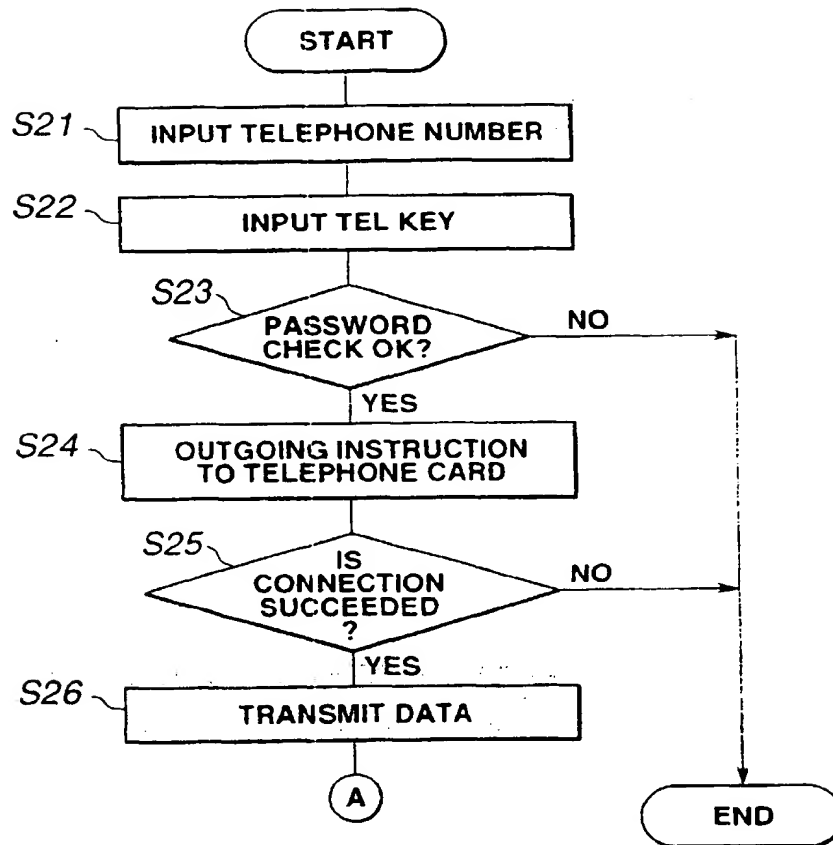 START
S21
INPUT TELEPHONE NUMBER
S22
INPUT TEL KEY
S23
PASSWORD
CHECK OK?
NO
YES
S24
OUTGOING INSTRUCTION
TO TELEPHONE CARD
S25
IS
CONNECTION
SUCCEEDED
?
NO
YES
S26
TRANSMIT DATA
A
END